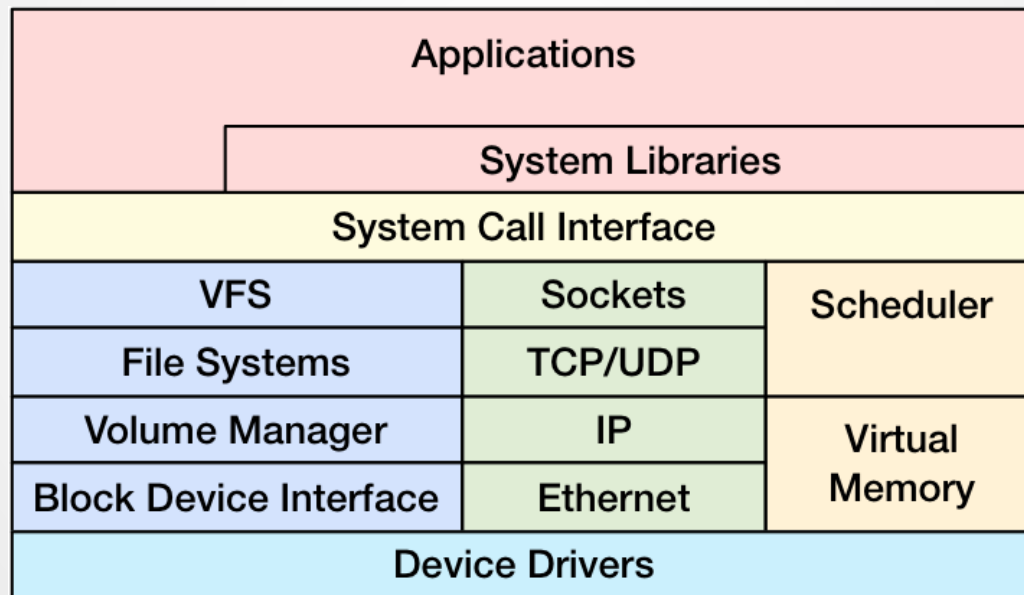 Applications
System Libraries
System Call Interface
VFS
Sockets
Scheduler
File Systems
TCP/UDP
Volume Manager
IP
Virtual
Memory
Block Device Interface
Ethernet
Device Drivers